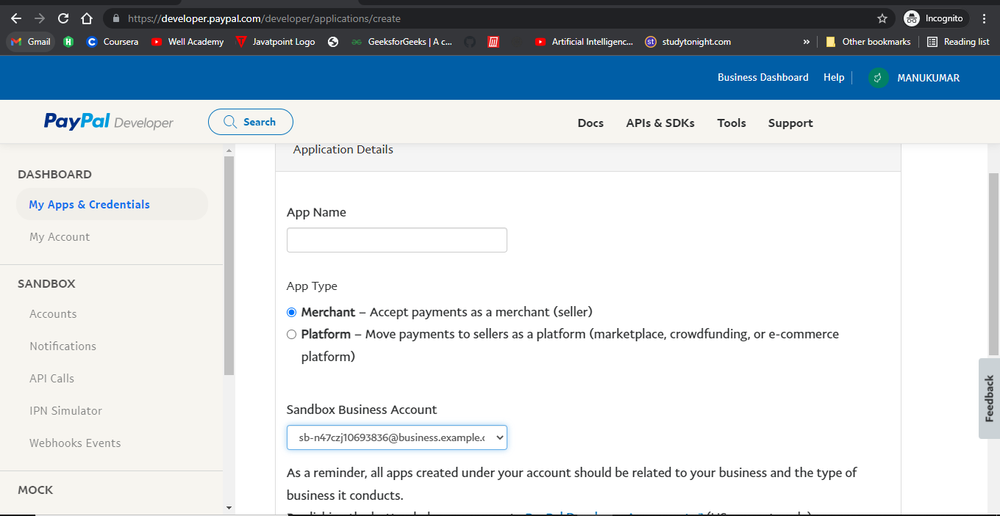 https://developer.paypal.com/developer/applications/create
Incognito
Gmail
Coursera
Well Academy
Javatpoint Logo
GeeksforGeeks | A c...
Artificial Intelligenc...
studytonight.com
»
Other bookmarks
Reading list
Business Dashboard
Help
MANUKUMAR
PayPal Developer
Search
Docs
APIs & SDKs
Tools
Support
DASHBOARD
My Apps & Credentials
My Account
SANDBOX
Accounts
Notifications
API Calls
IPN Simulator
Webhooks Events
MOCK
Application Details
App Name
App Type
Merchant – Accept payments as a merchant (seller)
Platform – Move payments to sellers as a platform (marketplace, crowdfunding, or e-commerce
platform)
Sandbox Business Account
sb-n47czj10693836@business.example.c
As a reminder, all apps created under your account should be related to your business and the type of
business it conducts.
Feedback